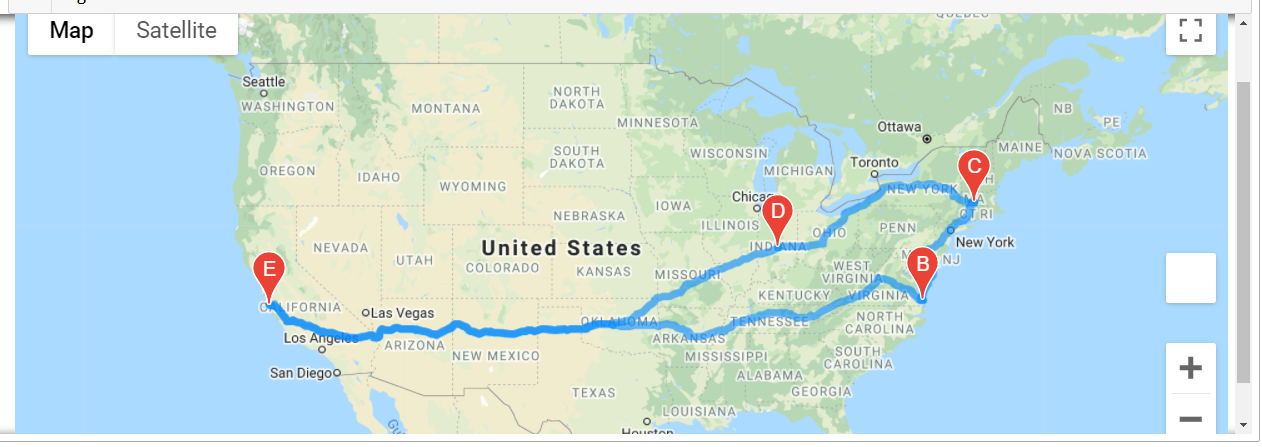 Map
Satellite
QUEBEC
Seattle
WASHINGTON
MONTANA
NORTH
DAKOTA
MINNESOTA
Ottawa
NB
PE
MAINE
NOVA SCOTIA
OREGON
IDAHO
WYOMING
SOUTH
DAKOTA
WISCONSIN
MICHIGAN
Toronto
C
NEW YORK
MA
CT RI
NEBRASKA
IOWA
Chicago
D
ILLINOIS
INDIANA
OHIO
PENN
New York
NJ
NEVADA
UTAH
COLORADO
United States
KANSAS
MISSOURI
WEST
VIRGINIA
B
E
CALIFORNIA
KENTUCKY
VIRGINIA
Las Vegas
OKLAHOMA
TENNESSEE
NORTH
CAROLINA
Los Angeles
ARIZONA
NEW MEXICO
ARKANSAS
MISSISSIPPI
SOUTH
CAROLINA
San Diego
ALABAMA
GEORGIA
TEXAS
LOUISIANA
Houston